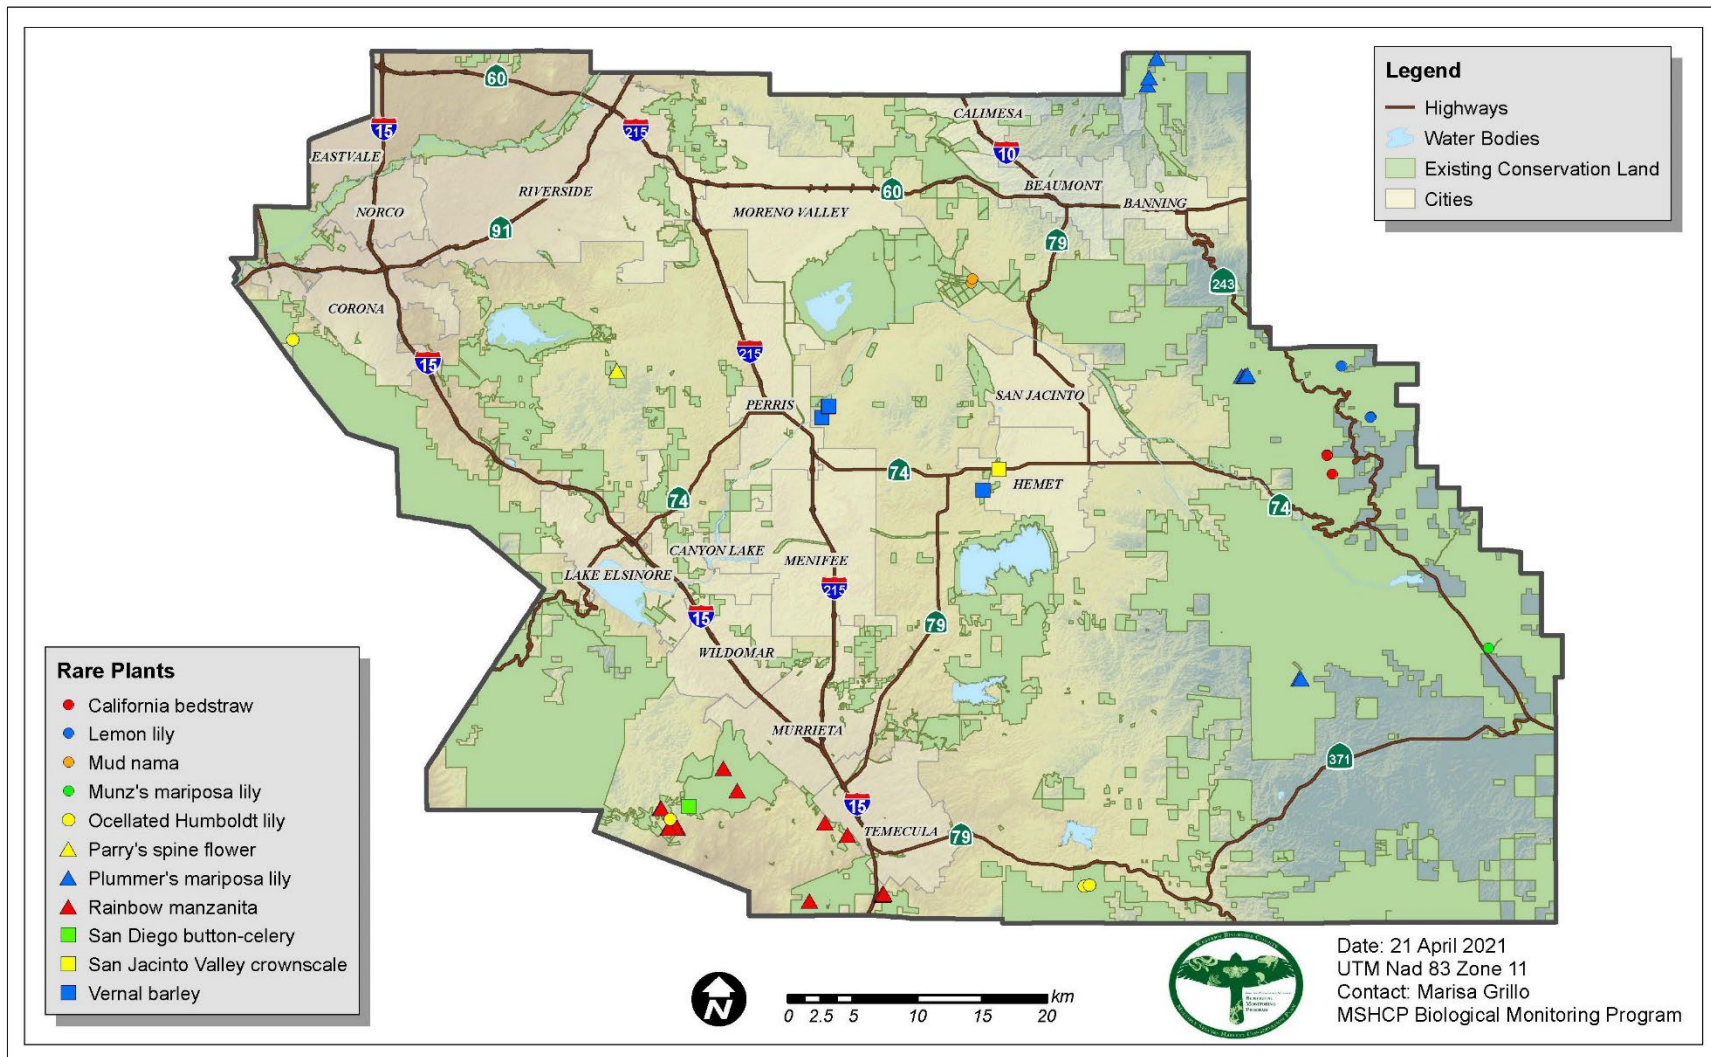 Legend
Highways
Water Bodies
Existing Conservation Land
Cities
60
15
215
CALIMESA
10
EASTVALE
RIVERSIDE
60
BEAUMONT
NORCO
MORENO VALLEY
BANNING
91
79
243
CORONA
15
215
PERRIS
SAN JACINTO
74
HEMET
74
74
CANYON LAKE
MENIFEE
LAKE ELSINORE
215
15
79
WILDOMAR
MURRIETA
371
15
TEMECULA
79
Rare Plants
California bedstraw
Lemon lily
Mud nama
Munz's mariposa lily
Ocellated Humboldt lily
Parry's spine flower
Plummer's mariposa lily
Rainbow manzanita
San Diego button-celery
San Jacinto Valley crownscale
Vernal barley
N
km
0 2.5 5 10 15 20
Date: 21 April 2021
UTM Nad 83 Zone 11
Contact: Marisa Grillo
MSHCP Biological Monitoring Program